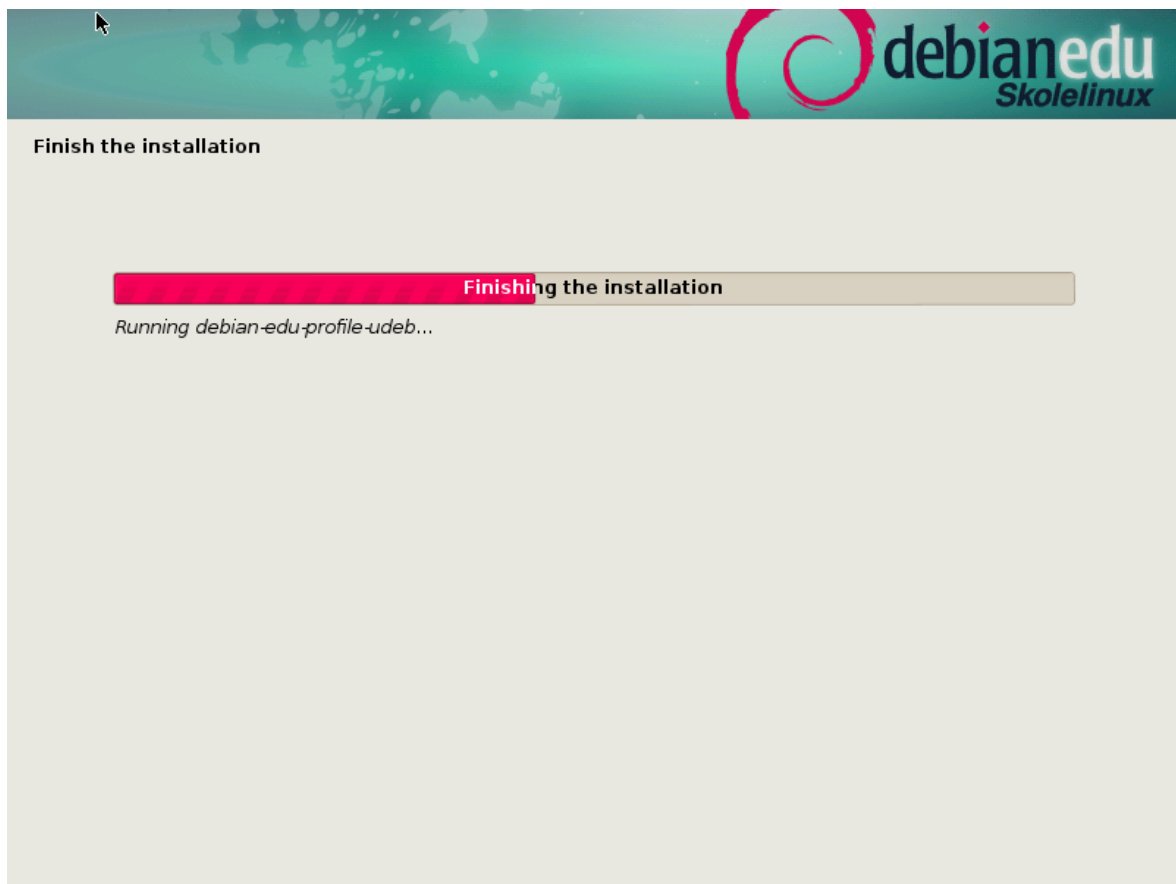 debianedu
Skolelinux
Finish the installation
Finishing the installation
Running debian-edu-profile-udeb...